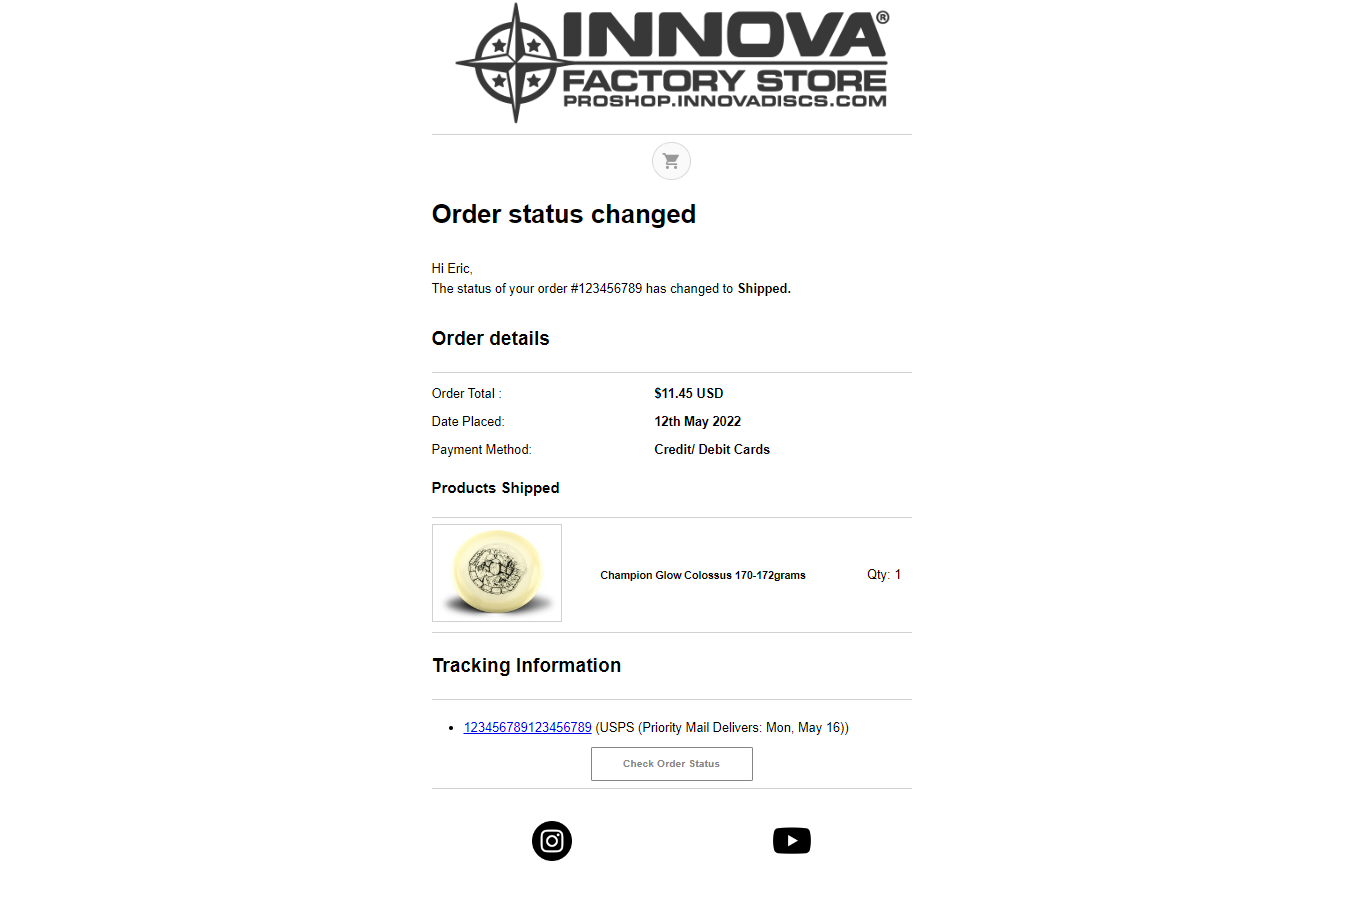 INNOVA®
FACTORY STORE
PROSHOP.INNOVADISCS.COM
Order status changed
Hi Eric,
The status of your order #123456789 has changed to Shipped.
Order details
Order Total : $11.45 USD
Date Placed: 12th May 2022
Payment Method: Credit/ Debit Cards
Products Shipped
Champion Glow Colossus 170-172grams Qty: 1
Tracking Information
• 123456789123456789 (USPS (Priority Mail Delivers: Mon, May 16))
Check Order Status